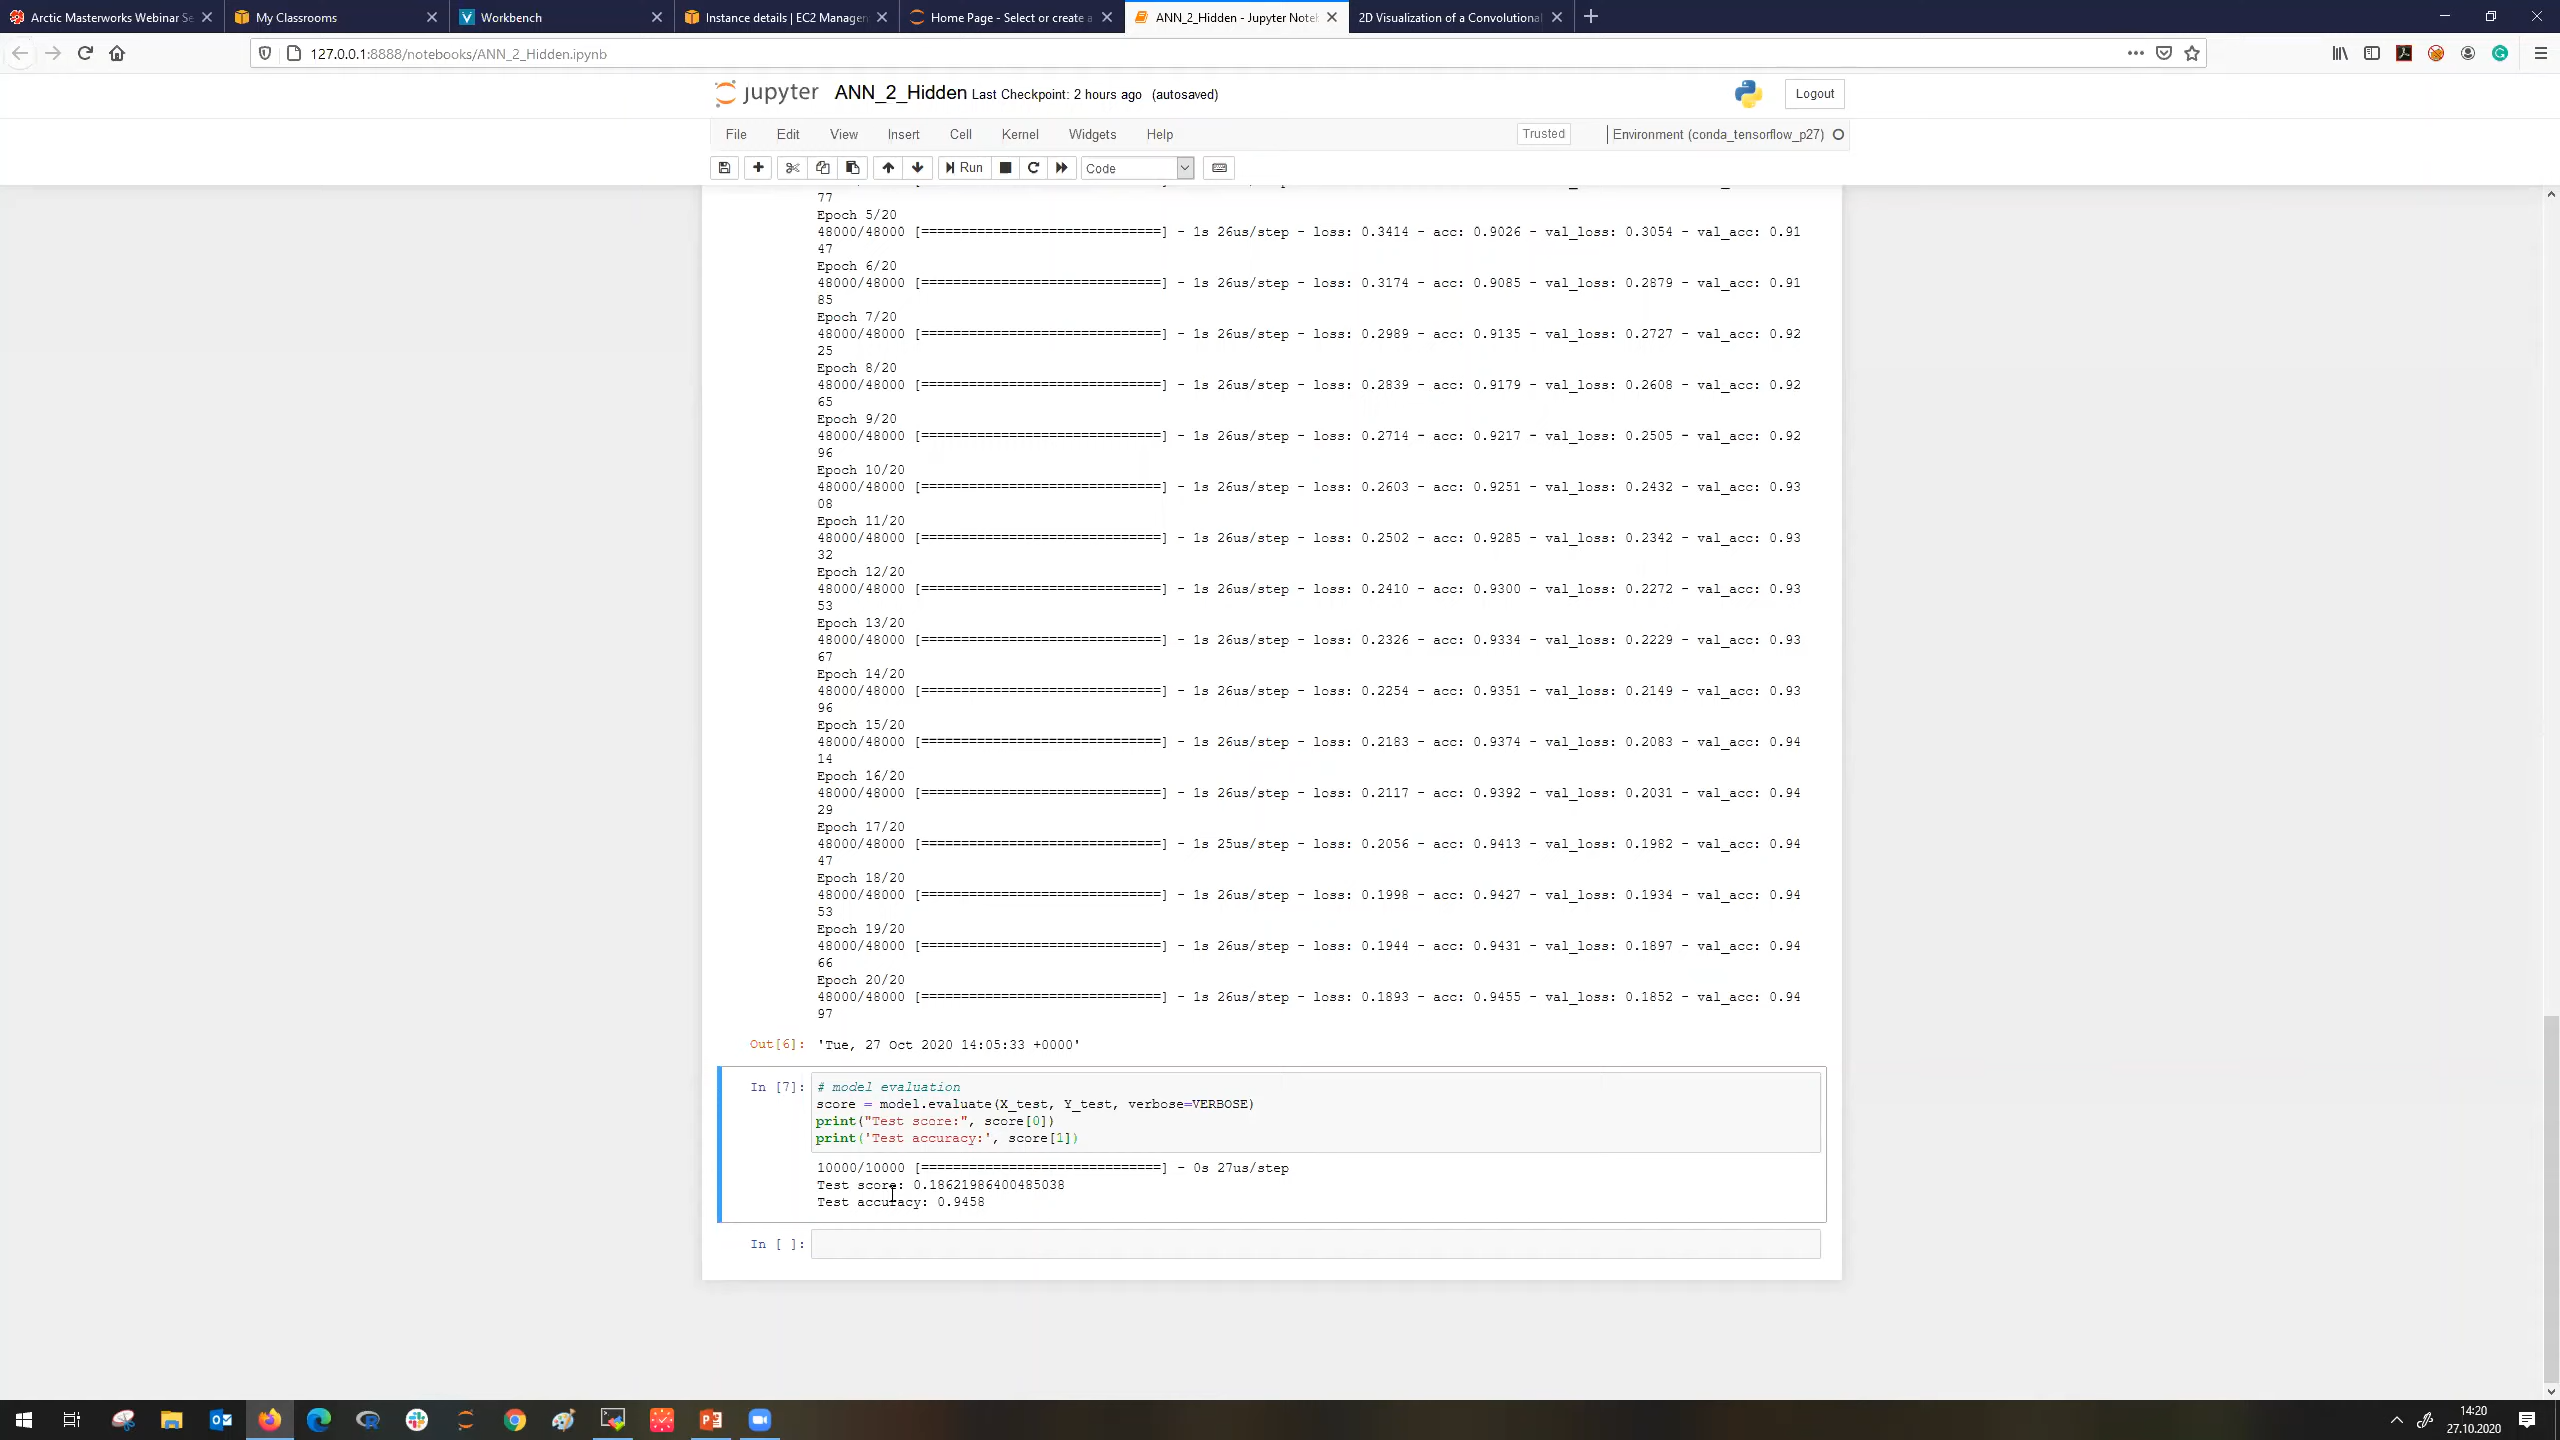 Arctic Masterworks Webinar Se
My Classrooms
Workbench
Instance details | EC2 Managem
Home Page - Select or create a
ANN_2_Hidden - Jupyter Noteb
2D Visualization of a Convolutional
127.0.0.1:8888/notebooks/ANN_2_Hidden.ipynb
jupyter ANN_2_Hidden Last Checkpoint: 2 hours ago (autosaved)
Logout
File Edit View Insert Cell Kernel Widgets Help
Trusted
Environment (conda_tensorflow_p27)
Run
Code
77
Epoch 5/20
48000/48000 [==============================] - 1s 26us/step - loss: 0.3414 - acc: 0.9026 - val_loss: 0.3054 - val_acc: 0.91
47
Epoch 6/20
48000/48000 [==============================] - 1s 26us/step - loss: 0.3174 - acc: 0.9085 - val_loss: 0.2879 - val_acc: 0.91
85
Epoch 7/20
48000/48000 [==============================] - 1s 26us/step - loss: 0.2989 - acc: 0.9135 - val_loss: 0.2727 - val_acc: 0.92
25
Epoch 8/20
48000/48000 [==============================] - 1s 26us/step - loss: 0.2839 - acc: 0.9179 - val_loss: 0.2608 - val_acc: 0.92
65
Epoch 9/20
48000/48000 [==============================] - 1s 26us/step - loss: 0.2714 - acc: 0.9217 - val_loss: 0.2505 - val_acc: 0.92
96
Epoch 10/20
48000/48000 [==============================] - 1s 26us/step - loss: 0.2603 - acc: 0.9251 - val_loss: 0.2432 - val_acc: 0.93
08
Epoch 11/20
48000/48000 [==============================] - 1s 26us/step - loss: 0.2502 - acc: 0.9285 - val_loss: 0.2342 - val_acc: 0.93
32
Epoch 12/20
48000/48000 [==============================] - 1s 26us/step - loss: 0.2410 - acc: 0.9300 - val_loss: 0.2272 - val_acc: 0.93
53
Epoch 13/20
48000/48000 [==============================] - 1s 26us/step - loss: 0.2326 - acc: 0.9334 - val_loss: 0.2229 - val_acc: 0.93
67
Epoch 14/20
48000/48000 [==============================] - 1s 26us/step - loss: 0.2254 - acc: 0.9351 - val_loss: 0.2149 - val_acc: 0.93
96
Epoch 15/20
48000/48000 [==============================] - 1s 26us/step - loss: 0.2183 - acc: 0.9374 - val_loss: 0.2083 - val_acc: 0.94
14
Epoch 16/20
48000/48000 [==============================] - 1s 26us/step - loss: 0.2117 - acc: 0.9392 - val_loss: 0.2031 - val_acc: 0.94
29
Epoch 17/20
48000/48000 [==============================] - 1s 25us/step - loss: 0.2056 - acc: 0.9413 - val_loss: 0.1982 - val_acc: 0.94
47
Epoch 18/20
48000/48000 [==============================] - 1s 26us/step - loss: 0.1998 - acc: 0.9427 - val_loss: 0.1934 - val_acc: 0.94
53
Epoch 19/20
48000/48000 [==============================] - 1s 26us/step - loss: 0.1944 - acc: 0.9431 - val_loss: 0.1897 - val_acc: 0.94
66
Epoch 20/20
48000/48000 [==============================] - 1s 26us/step - loss: 0.1893 - acc: 0.9455 - val_loss: 0.1852 - val_acc: 0.94
97
Out[6]: 'Tue, 27 Oct 2020 14:05:33 +0000'
In [7]: # model evaluation
score = model.evaluate(X_test, Y_test, verbose=VERBOSE)
print("Test score:", score[0])
print('Test accuracy:', score[1])
10000/10000 [==============================] - 0s 27us/step
Test score: 0.18621986400485038
Test accuracy: 0.9458
In [ ]:
14:20
27.10.2020